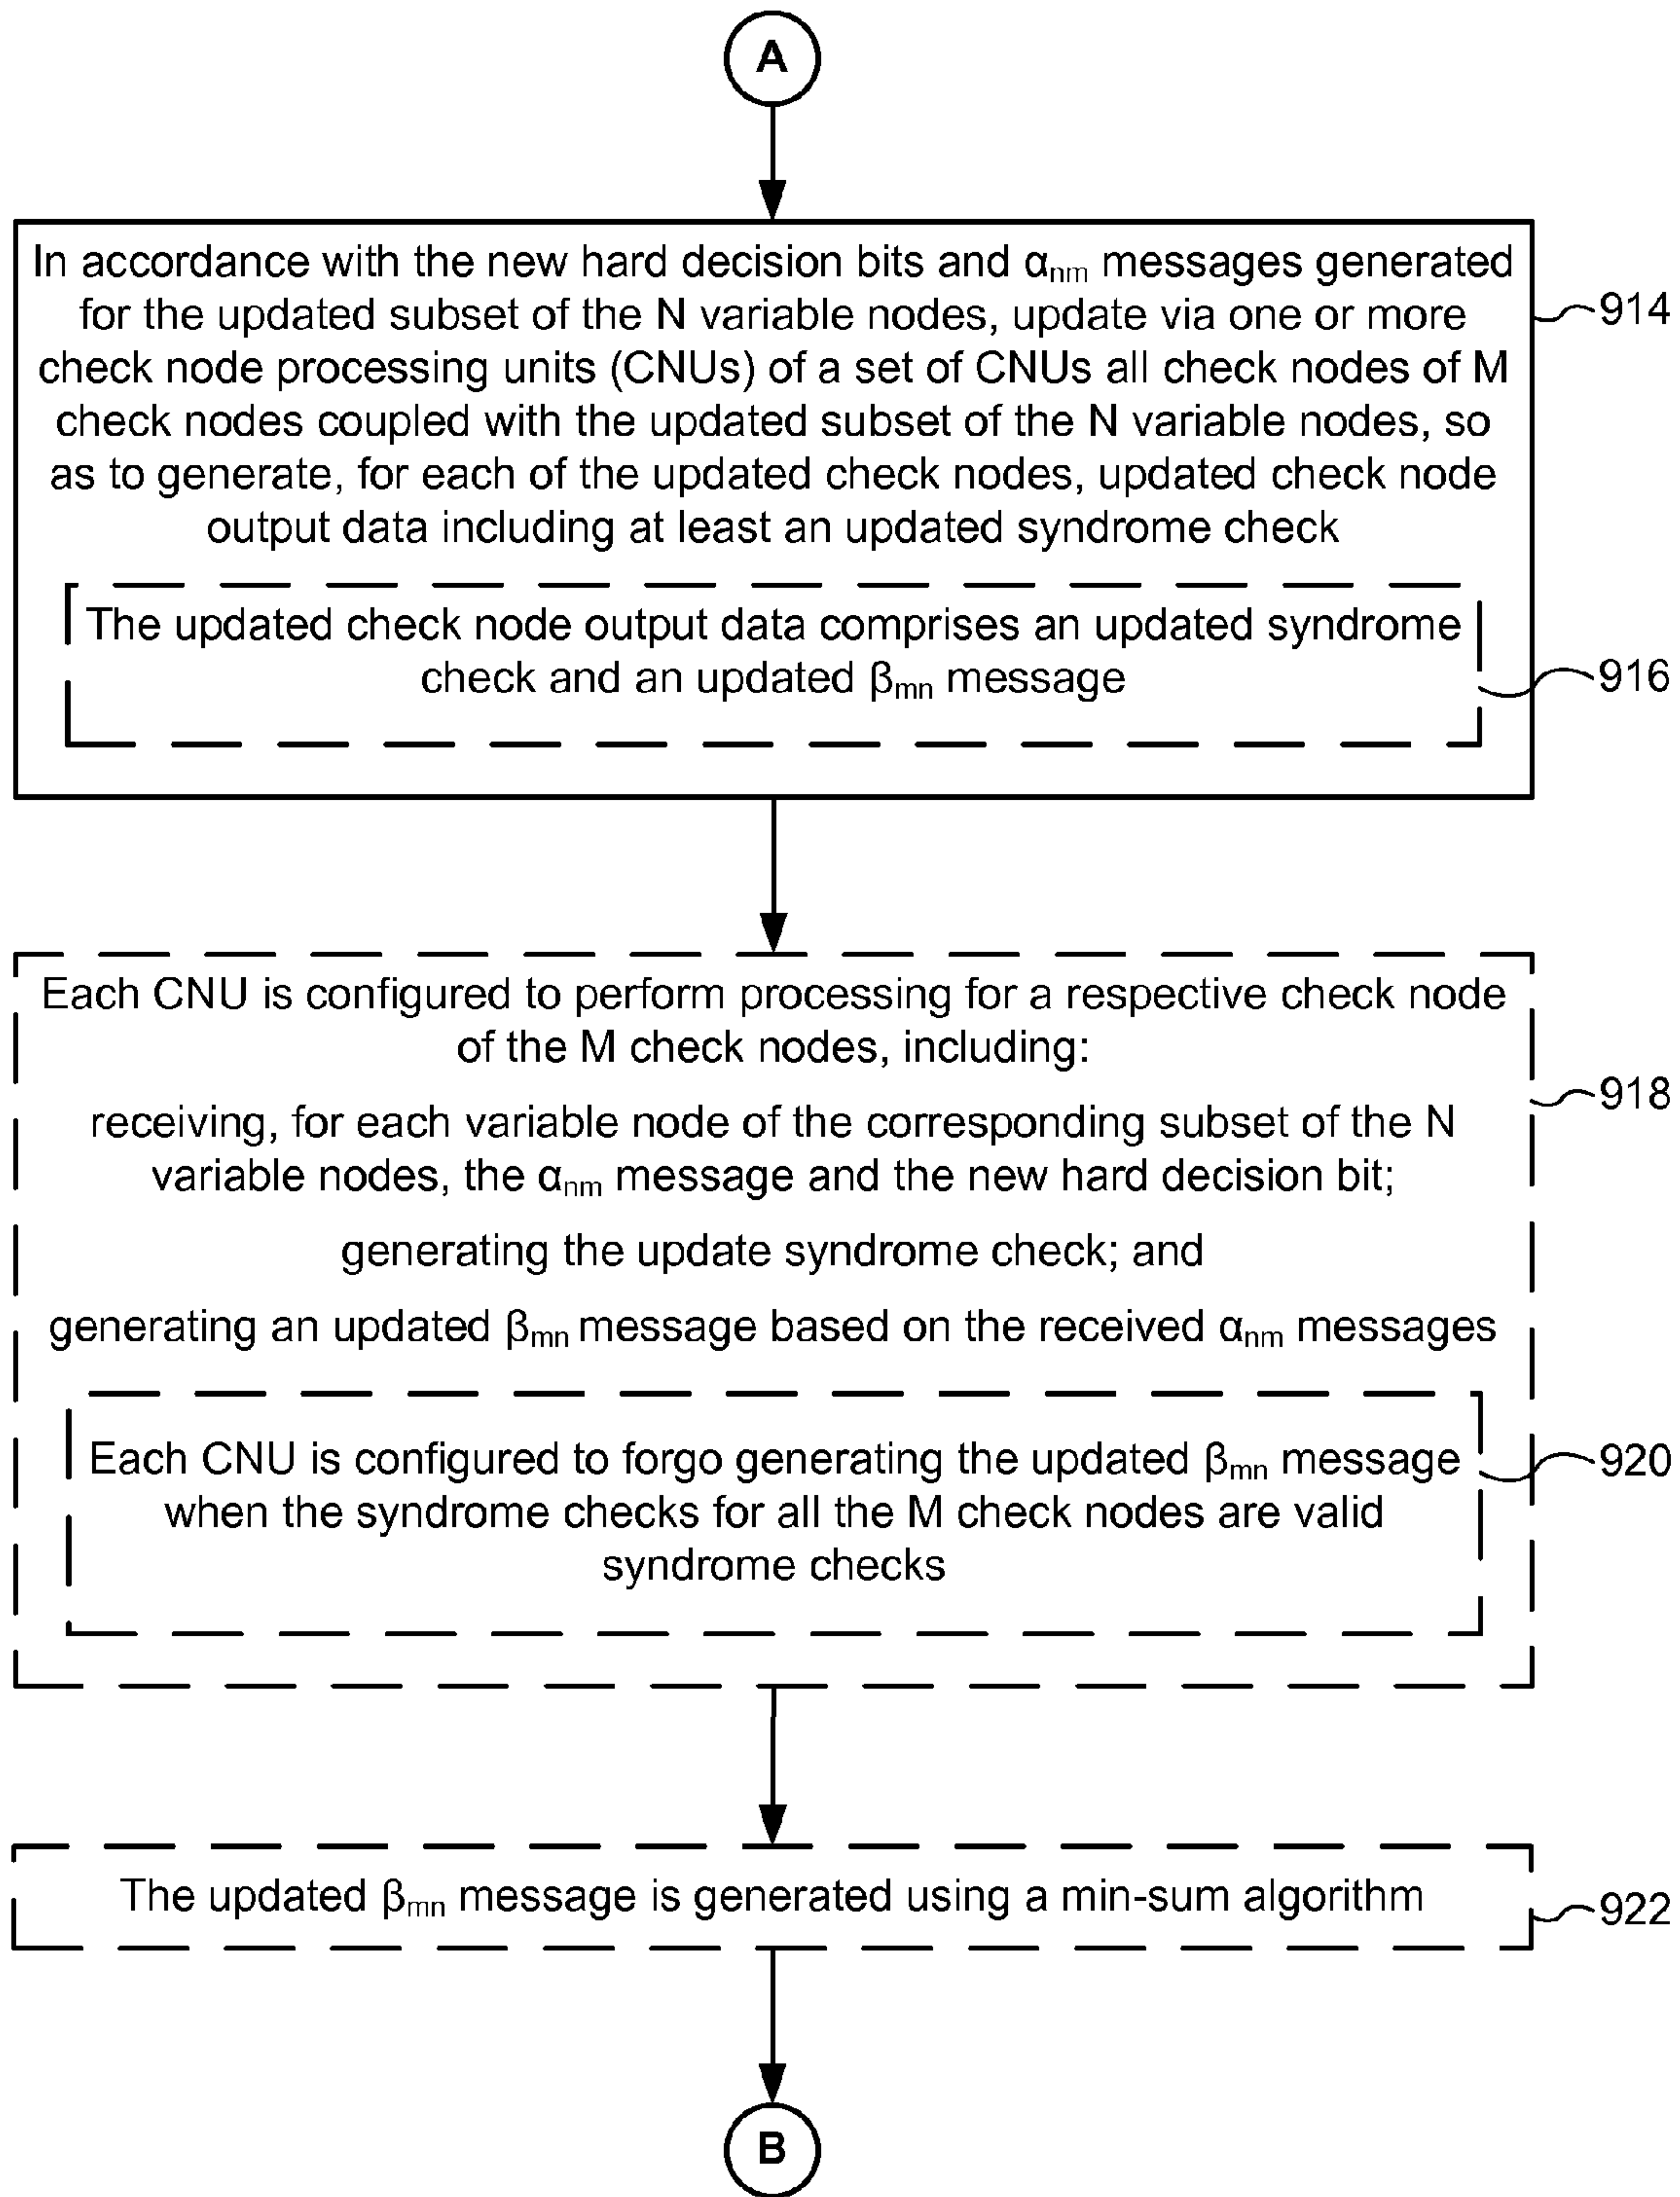 A
In accordance with the new hard decision bits and αnm messages generated
for the updated subset of the N variable nodes, update via one or more
check node processing units (CNUs) of a set of CNUs all check nodes of M
check nodes coupled with the updated subset of the N variable nodes, so
as to generate, for each of the updated check nodes, updated check node
output data including at least an updated syndrome check
914
The updated check node output data comprises an updated syndrome
check and an updated βmn message
916
Each CNU is configured to perform processing for a respective check node
of the M check nodes, including:
receiving, for each variable node of the corresponding subset of the N
variable nodes, the αnm message and the new hard decision bit;
generating the update syndrome check; and
generating an updated βmn message based on the received αnm messages
918
Each CNU is configured to forgo generating the updated βmn message
when the syndrome checks for all the M check nodes are valid
syndrome checks
920
The updated βmn message is generated using a min-sum algorithm
922
B